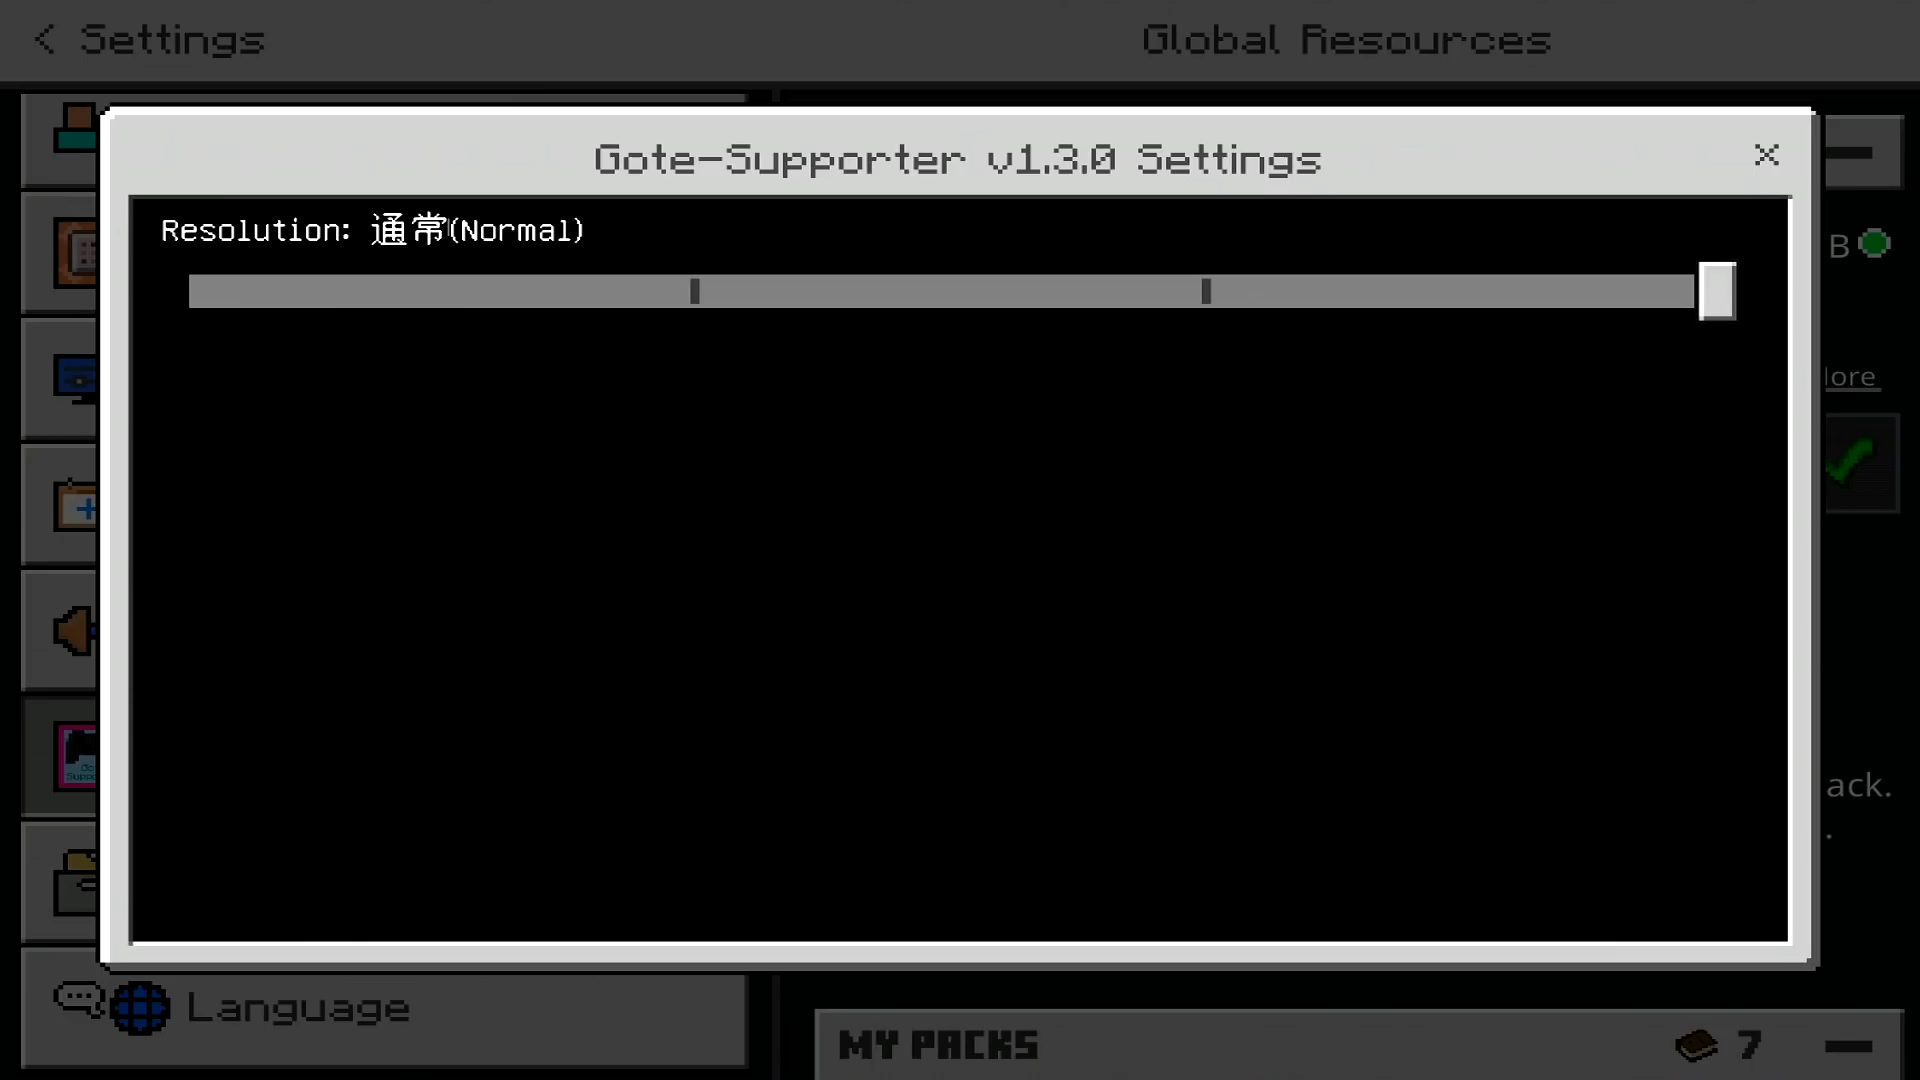 < Settings
Global Resources
Gote-Supporter v1.3.0 Settings
Resolution: 通常(Normal)
B
lore
ack.
.
Language
MY PACKS
7